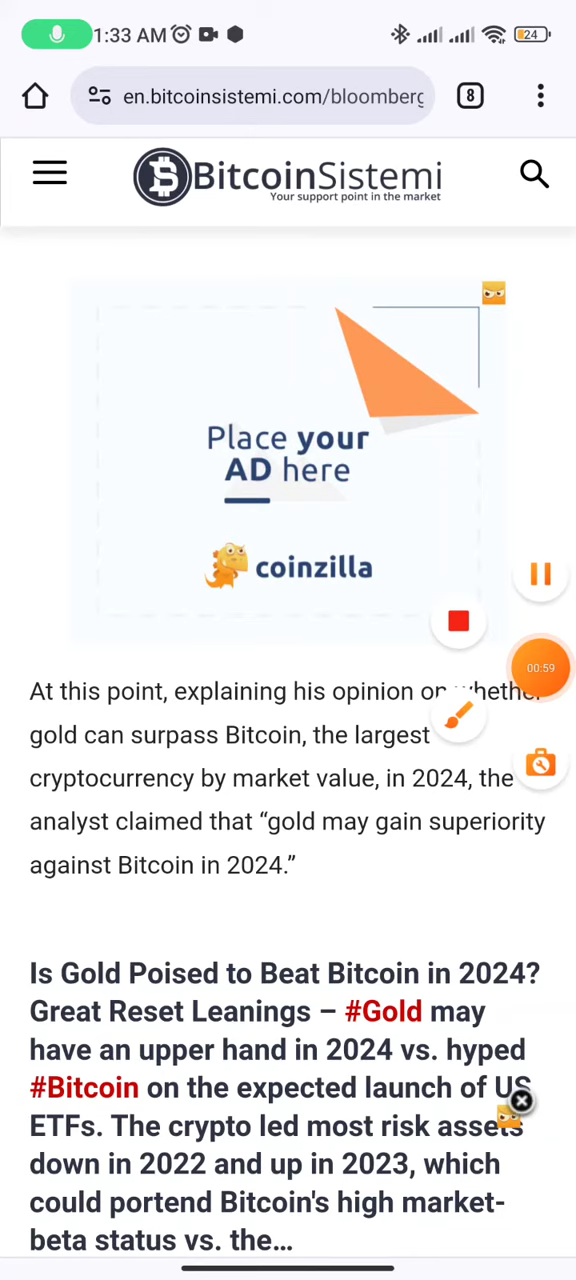 1:33 AM
24
en.bitcoinsistemi.com/bloomberg
8
BitcoinSistemi
Your support point in the market
Place your
AD here
coinzilla
00:59
At this point, explaining his opinion on whether
gold can surpass Bitcoin, the largest
cryptocurrency by market value, in 2024, the
analyst claimed that “gold may gain superiority
against Bitcoin in 2024.”
Is Gold Poised to Beat Bitcoin in 2024?
Great Reset Leanings – #Gold may
have an upper hand in 2024 vs. hyped
#Bitcoin on the expected launch of US
ETFs. The crypto led most risk assets
down in 2022 and up in 2023, which
could portend Bitcoin's high market-
beta status vs. the...